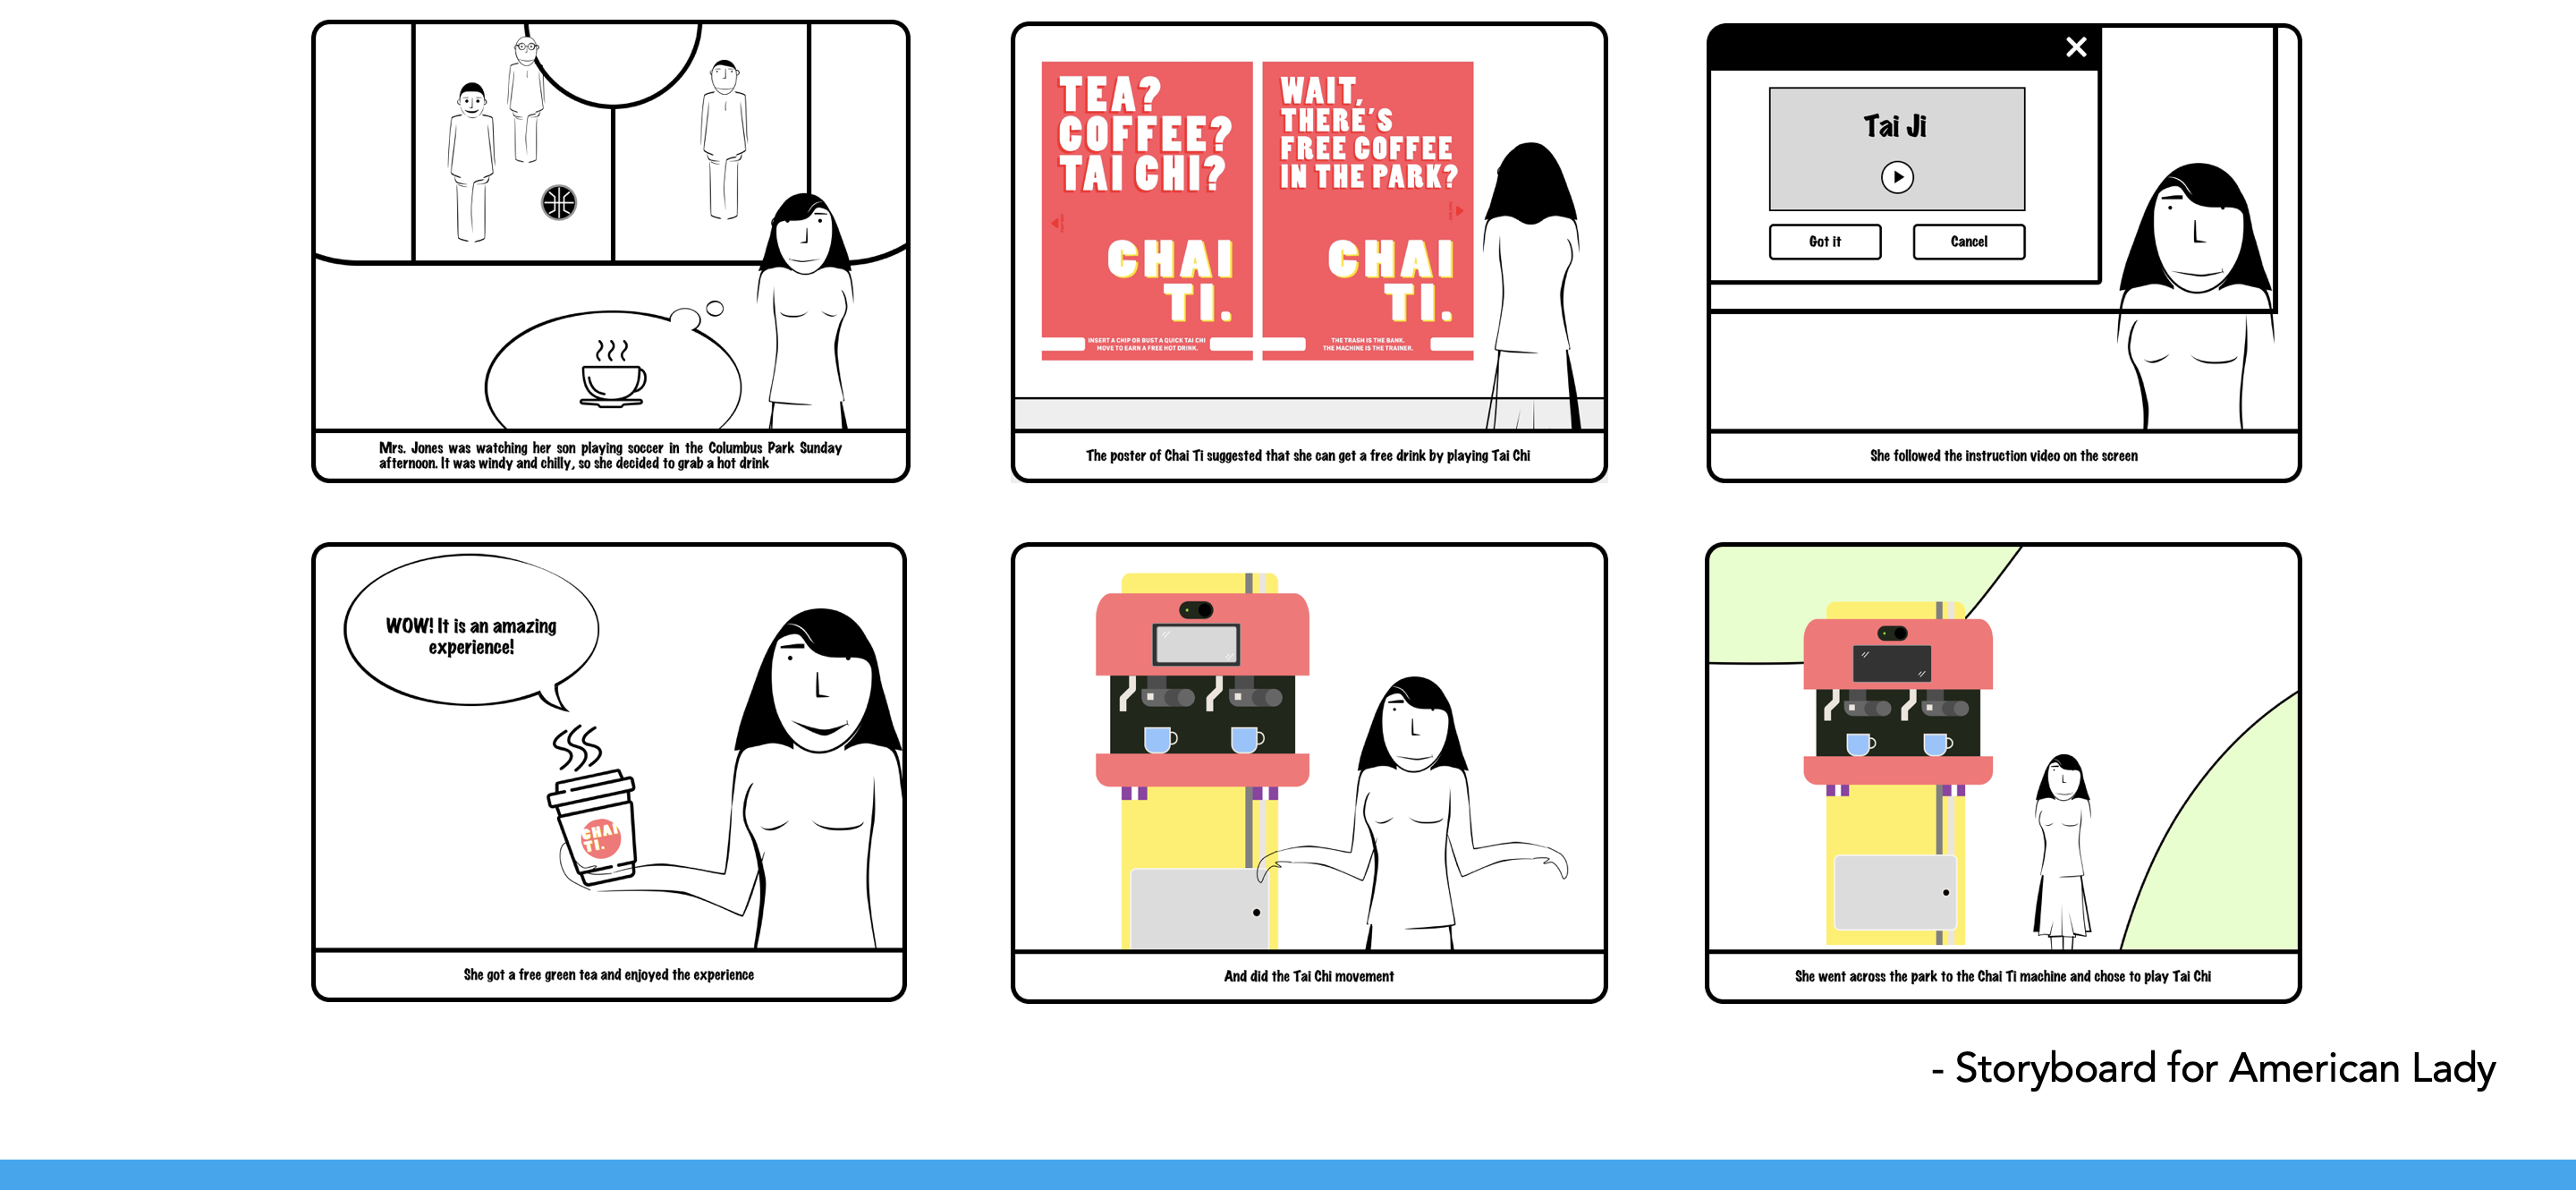 Mrs. Jones was watching her son playing soccer in the Columbus Park Sunday
afternoon. It was windy and chilly, so she decided to grab a hot drink
TEA?
COFFEE?
TAI CHI?
CHAI
TI.
INSERT A CHIP OR BUST A QUICK TAI CHI
MOVE TO EARN A FREE HOT DRINK.
WAIT,
THERE'S
FREE COFFEE
IN THE PARK?
CHAI
TI.
THE TRASH IS THE BANK.
THE MACHINE IS THE TRAINER.
The poster of Chai Ti suggested that she can get a free drink by playing Tai Chi
Tai Ji
Got it
Cancel
She followed the instruction video on the screen
WOW! It is an amazing
experience!
CHAI
TI.
She got a free green tea and enjoyed the experience
And did the Tai Chi movement
She went across the park to the Chai Ti machine and chose to play Tai Chi
- Storyboard for American Lady